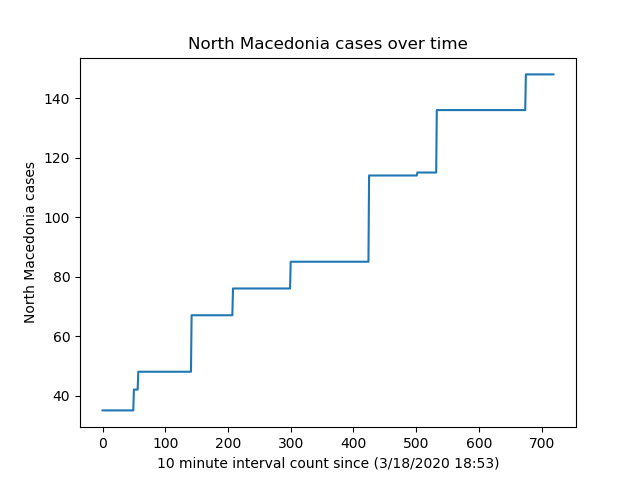 North Macedonia cases over time
North Macedonia cases
140
120
100
80
60
40
0 100 200 300 400 500 600 700
10 minute interval count since (3/18/2020 18:53)